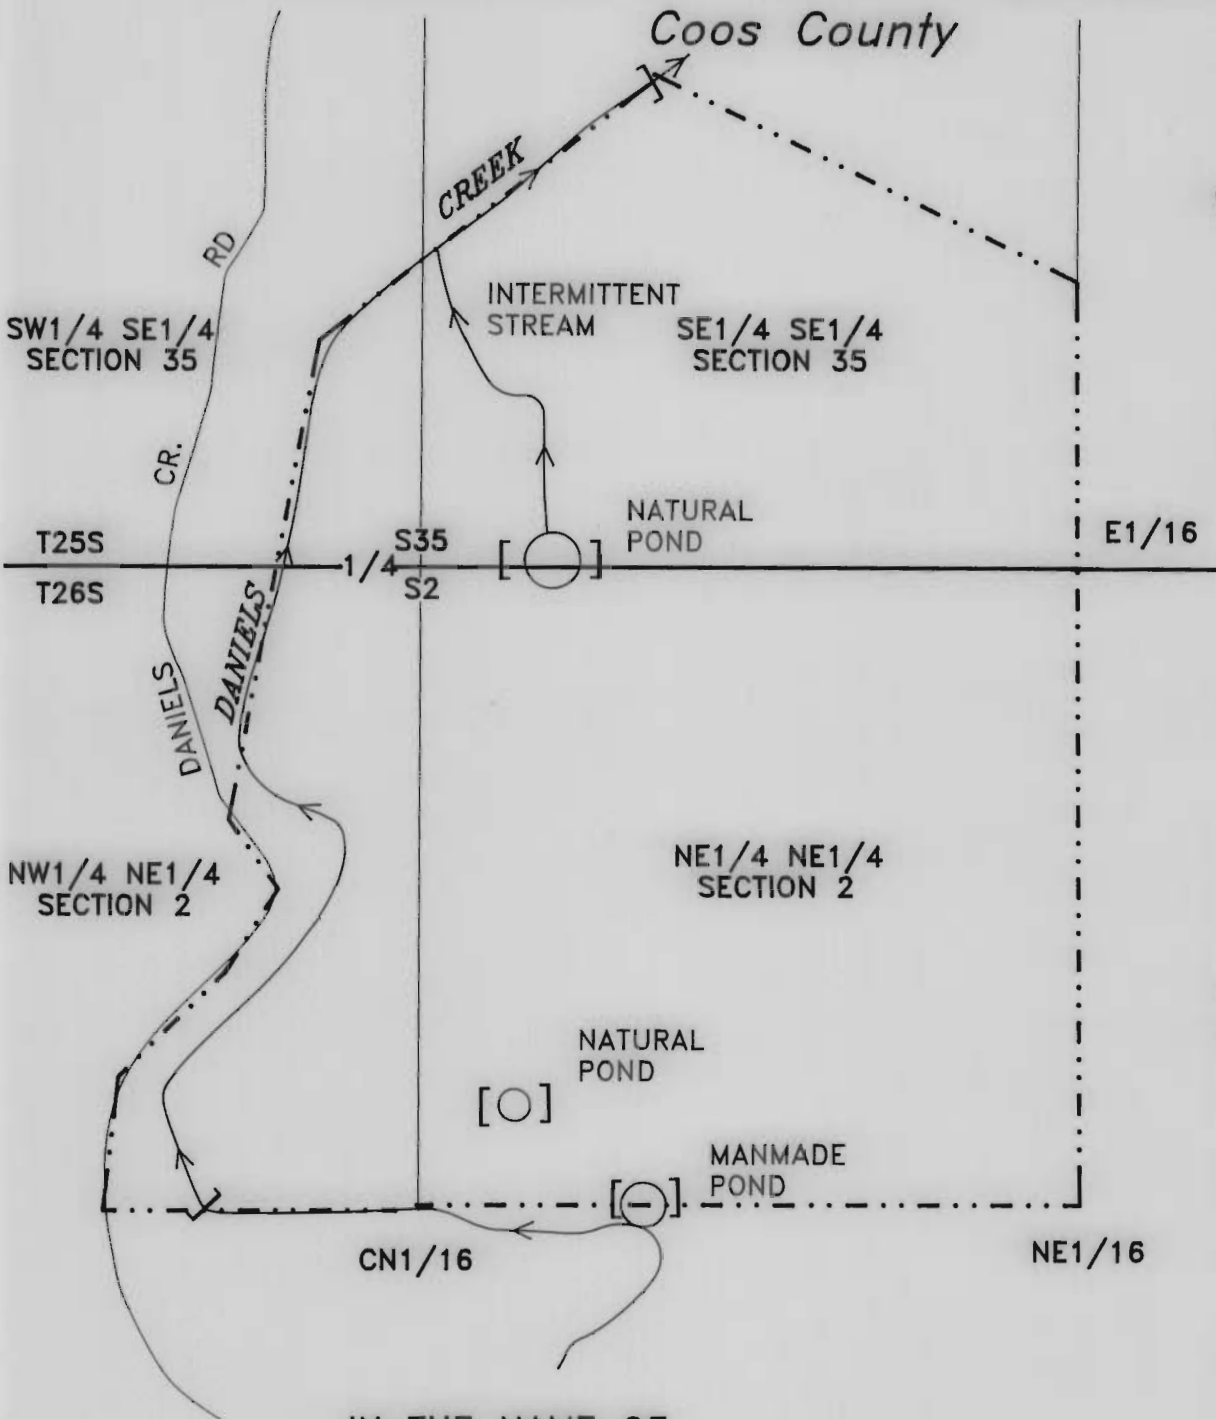 Coos County
CREEK
RD
INTERMITTENT
STREAM
SW1/4 SE1/4
SECTION 35
SE1/4 SE1/4
SECTION 35
CR.
NATURAL
POND
T25S
S35
E1/16
1/4
T26S
S2
DANIELS
DANIELS
NW1/4 NE1/4
SECTION 2
NE1/4 NE1/4
SECTION 2
NATURAL
POND
MANMADE
POND
CN1/16
NE1/16